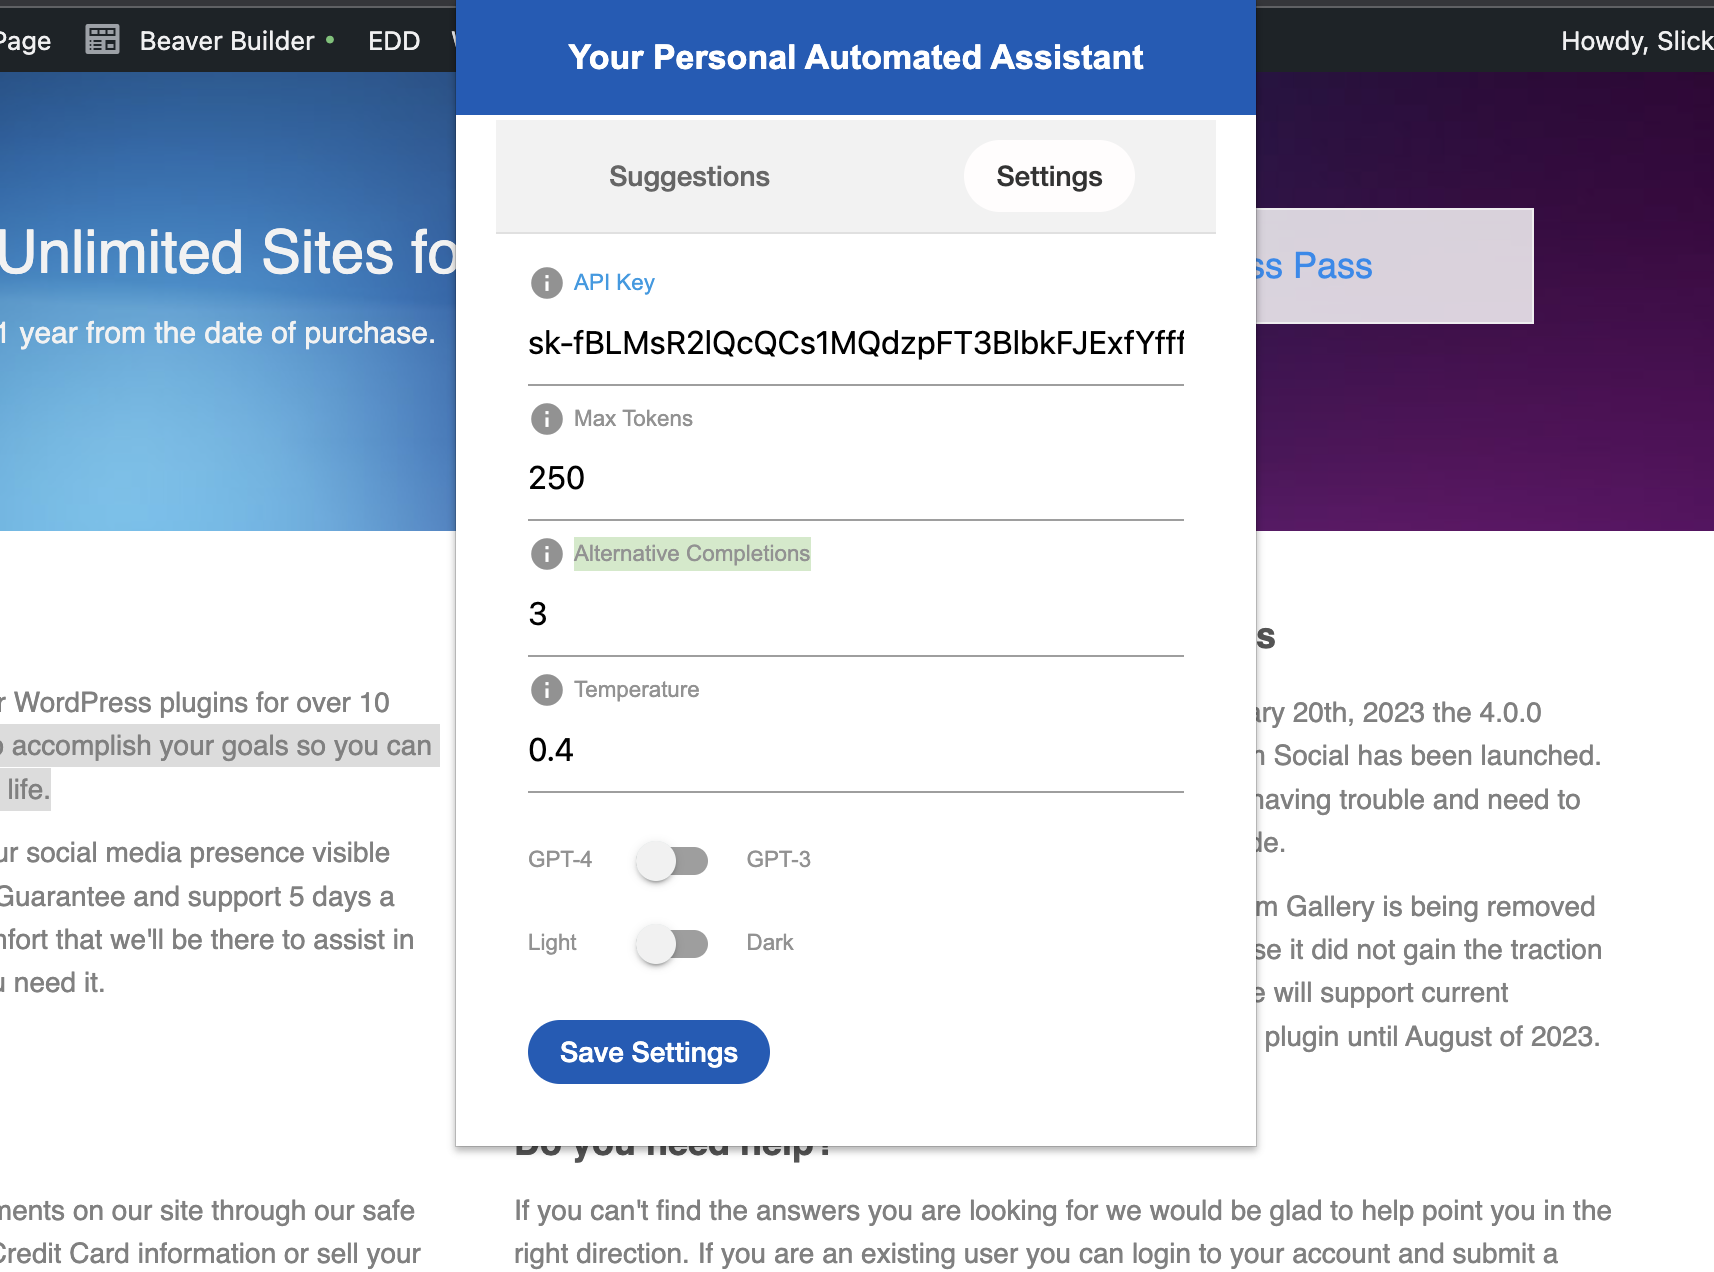 Page Beaver Builder EDD Howdy, Slick
Your Personal Automated Assistant
Suggestions Settings
Unlimited Sites fo
1 year from the date of purchase.
ss Pass
API Key
sk-fBLMsR2lQcQCs1MQdzpFT3BlbkFJExfYfff
Max Tokens
250
Alternative Completions
3
Temperature
0.4
GPT-4 GPT-3
Light Dark
Save Settings
r WordPress plugins for over 10
o accomplish your goals so you can
life.
ur social media presence visible
Guarantee and support 5 days a
nfort that we'll be there to assist in
u need it.
s
ary 20th, 2023 the 4.0.0
m Social has been launched.
having trouble and need to
de.
m Gallery is being removed
se it did not gain the traction
e will support current
plugin until August of 2023.
ments on our site through our safe
Credit Card information or sell your
Do you need help?
If you can't find the answers you are looking for we would be glad to help point you in the
right direction. If you are an existing user you can login to your account and submit a